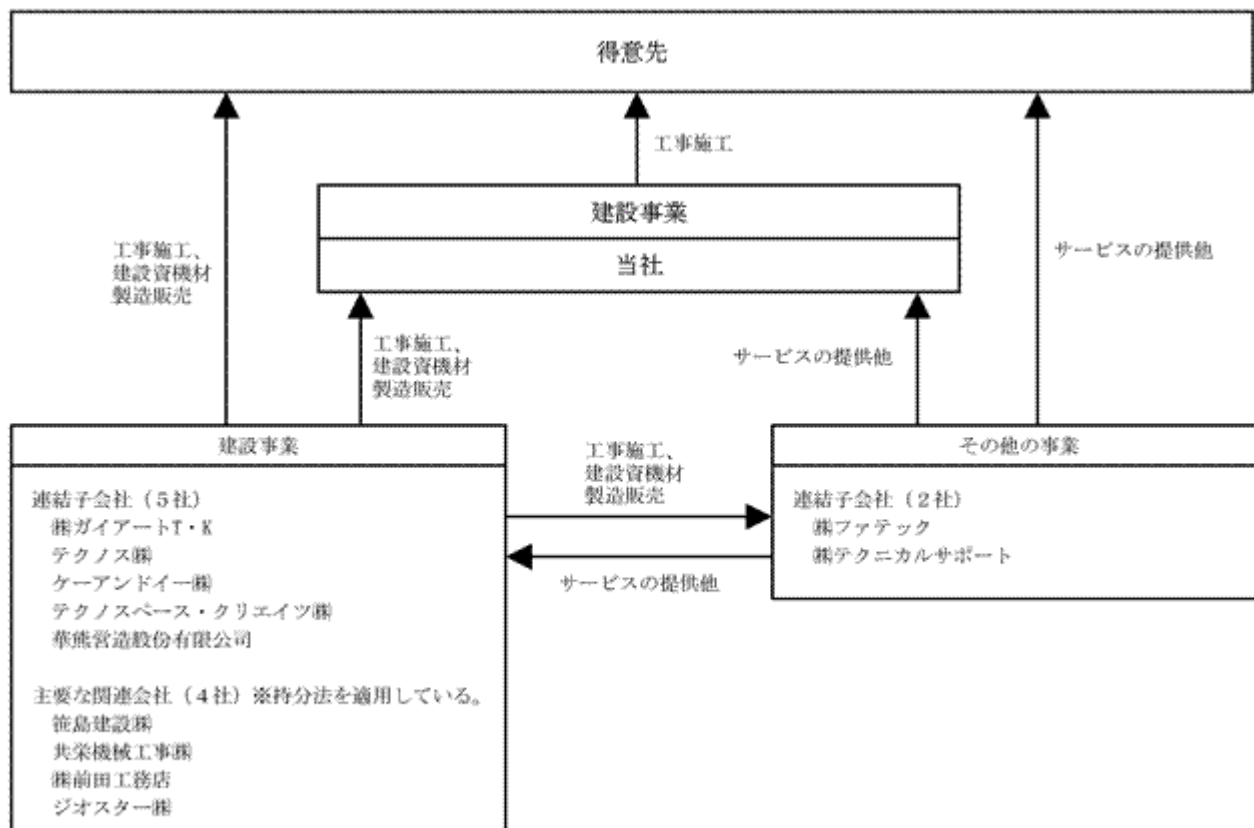 得意先
工事施工
建設事業
当社
工事施工、
建設資機材
製造販売
サービスの提供他
工事施工、
建設資機材
製造販売
サービスの提供他
建設事業
連結子会社（５社）
㈱ガイアートT・K
テクノス㈱
ケーアンドイー㈱
テクノスペース・クリエイツ㈱
華熊営造股份有限公司
主要な関連会社（４社）※持分法を適用している。
笹島建設㈱
共栄機械工事㈱
㈱前田工務店
ジオスター㈱
工事施工、
建設資機材
製造販売
サービスの提供他
その他の事業
連結子会社（２社）
㈱ファテック
㈱テクニカルサポート